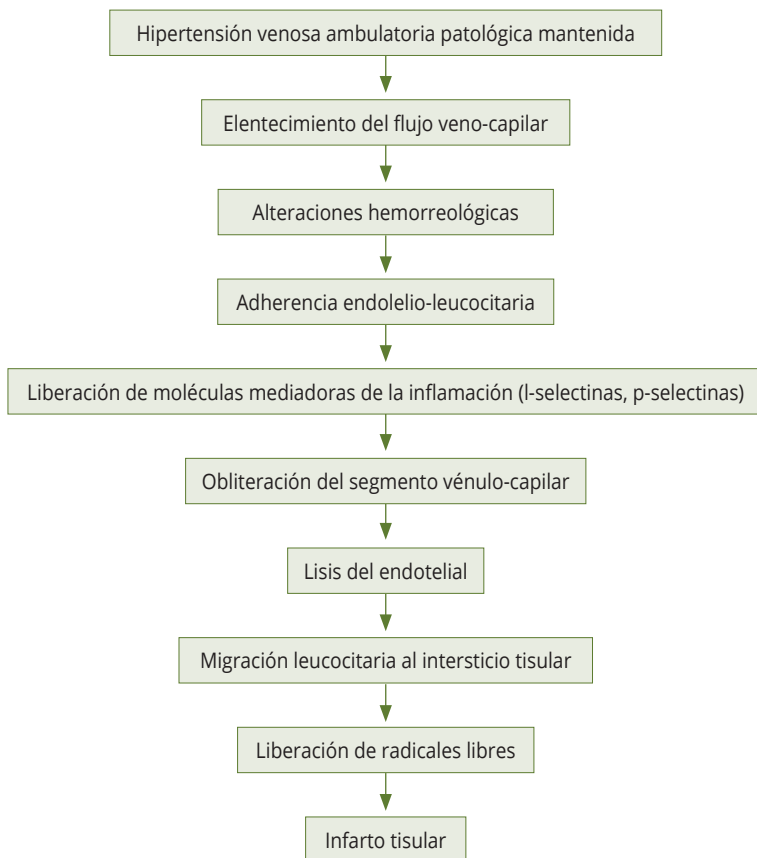 Hipertensión venosa ambulatoria patológica mantenida
Elentecimiento del flujo veno-capilar
Alteraciones hemorreológicas
Adherencia endolelio-leucocitaria
Liberación de moléculas mediadoras de la inflamación (l-selectinas, p-selectinas)
Obliteración del segmento vénulo-capilar
Lisis del endotelial
Migración leucocitaria al intersticio tisular
Liberación de radicales libres
Infarto tisular